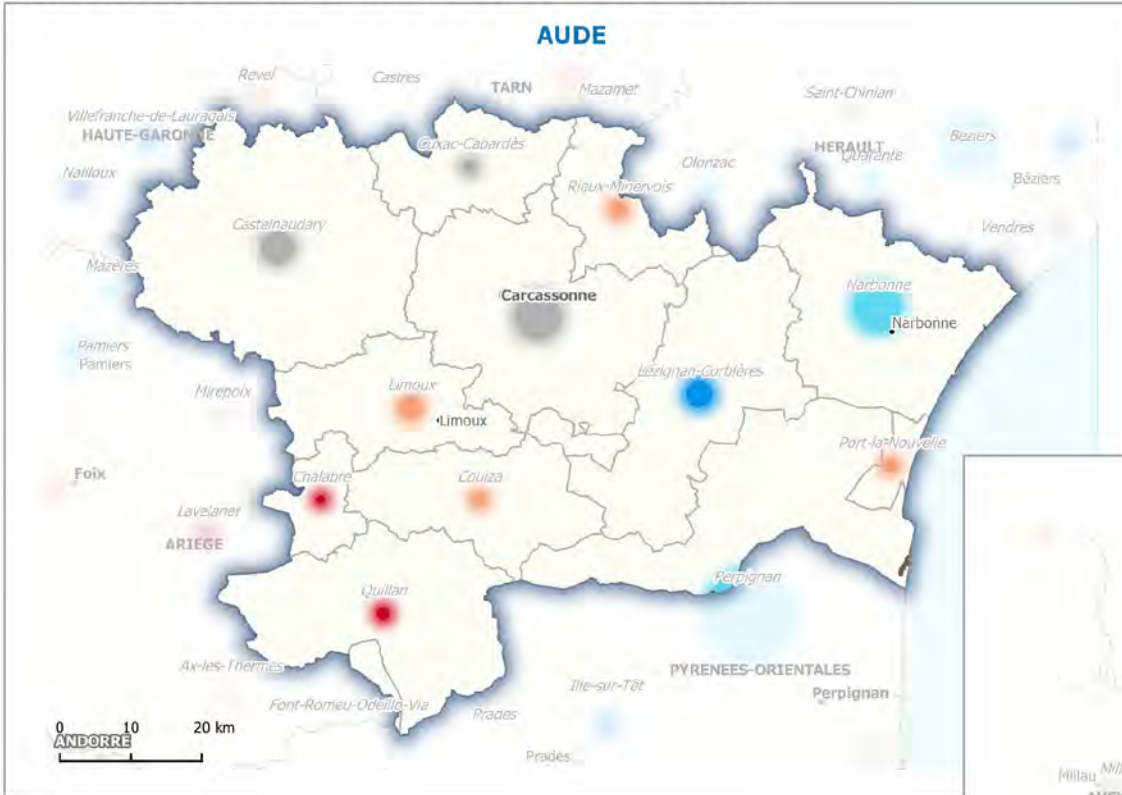 AUDE
Revel
Castres
TARN
Mazamet
Saint-Chinian
Villefranche-de-Lauragais
HAUTE-GARONNE
Cuxac-Cabardès
Olonzac
HERAULT
Quarante
Béziers
Nailloux
Rieux-Minervois
Béziers
Castelnaudary
Vendres
Mazères
Carcassonne
Narbonne
Narbonne
Pamiers
Pamiers
Mirepoix
Limoux
Lézignan-Corbières
Limoux
Port-la-Nouvelle
Foix
Chalabre
Couiza
Lavelanet
ARIEGE
Quillan
Perpignan
Ax-les-Thermes
PYRENEES-ORIENTALES
Ille-sur-Têt
Perpignan
Font-Romeu-Odeillo-Via
Prades
0 10 20 km
ANDORRE
Prades
Millau